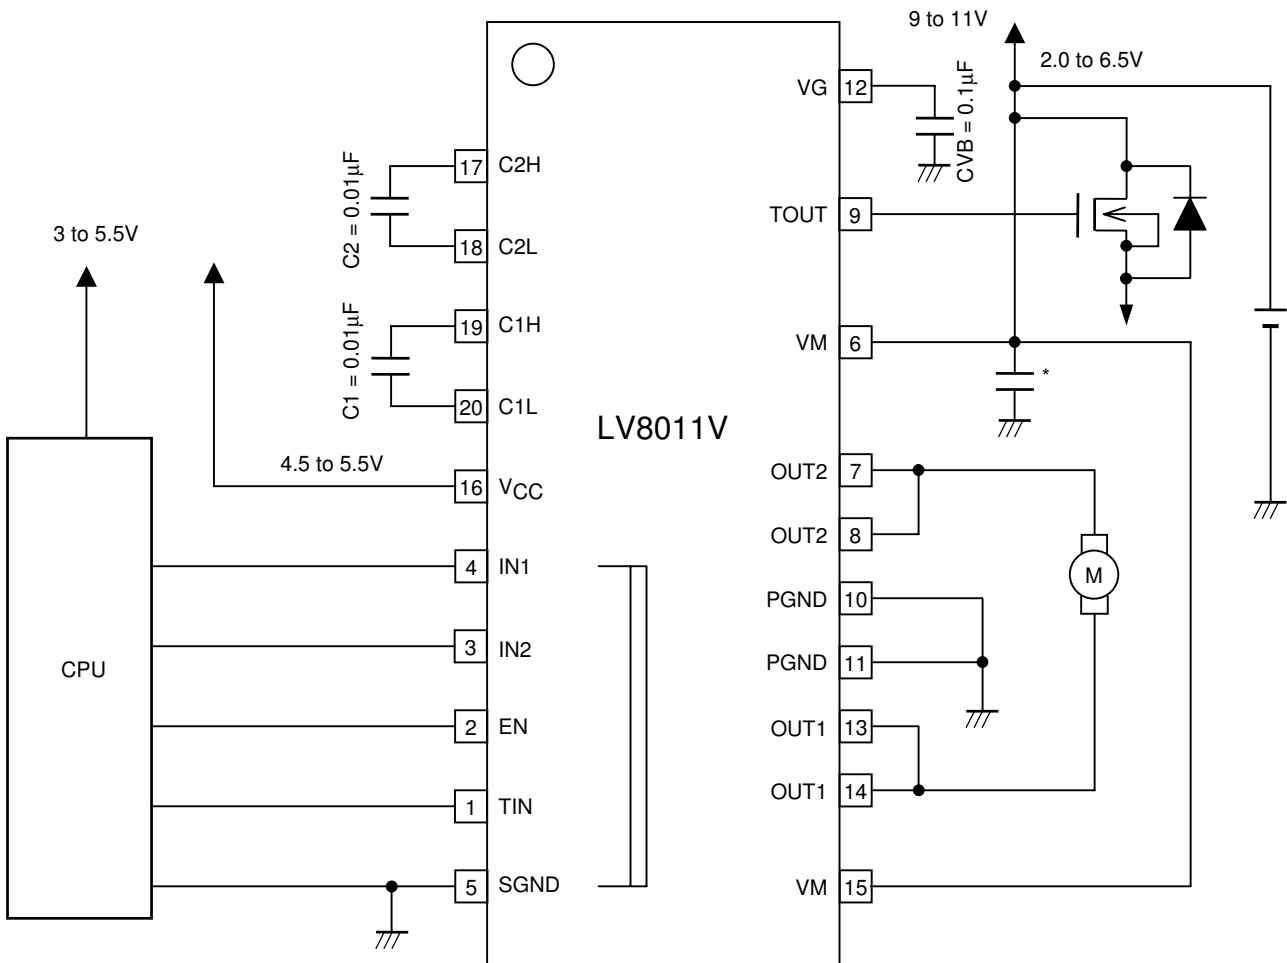 9 to 11V
2.0 to 6.5V
VG 12
CVB = 0.1μF
17 C2H
C2 = 0.01μF
18 C2L
TOUT 9
3 to 5.5V
19 C1H
C1 = 0.01μF
20 C1L
VM 6
*
LV8011V
4.5 to 5.5V
16 VCC
OUT2 7
OUT2 8
4 IN1
M
PGND 10
3 IN2
PGND 11
CPU
2 EN
OUT1 13
OUT1 14
1 TIN
5 SGND
VM 15